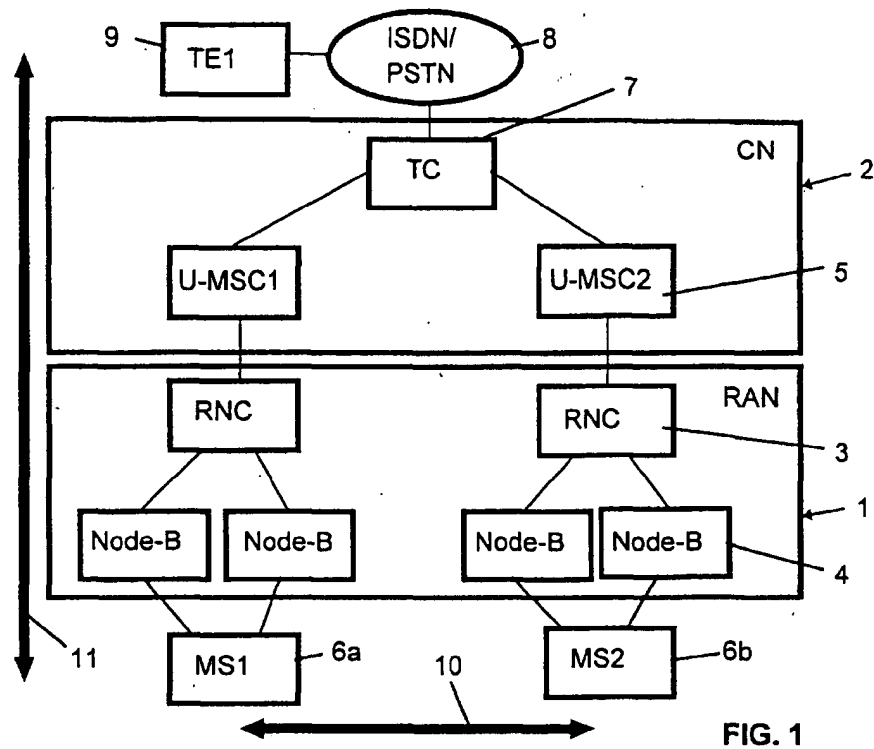 9
TE1
ISDN/
PSTN
8
7
TC
CN
2
U-MSC1
U-MSC2
5
RNC
RAN
RNC
3
Node-B
Node-B
Node-B
Node-B
1
4
11
MS1
6a
MS2
6b
10
FIG. 1